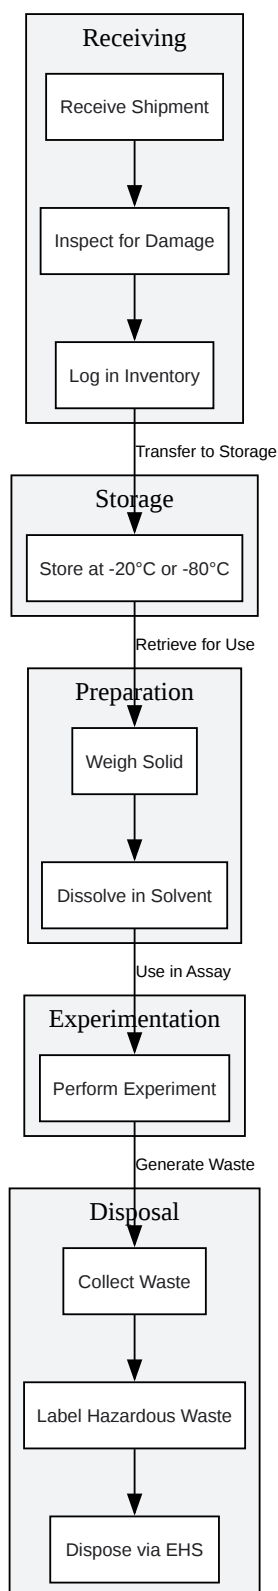 Receiving
Receive Shipment
Inspect for Damage
Log in Inventory
Transfer to Storage
Storage
Store at -20°C or -80°C
Retrieve for Use
Preparation
Weigh Solid
Dissolve in Solvent
Use in Assay
Experimentation
Perform Experiment
Generate Waste
Disposal
Collect Waste
Label Hazardous Waste
Dispose via EHS